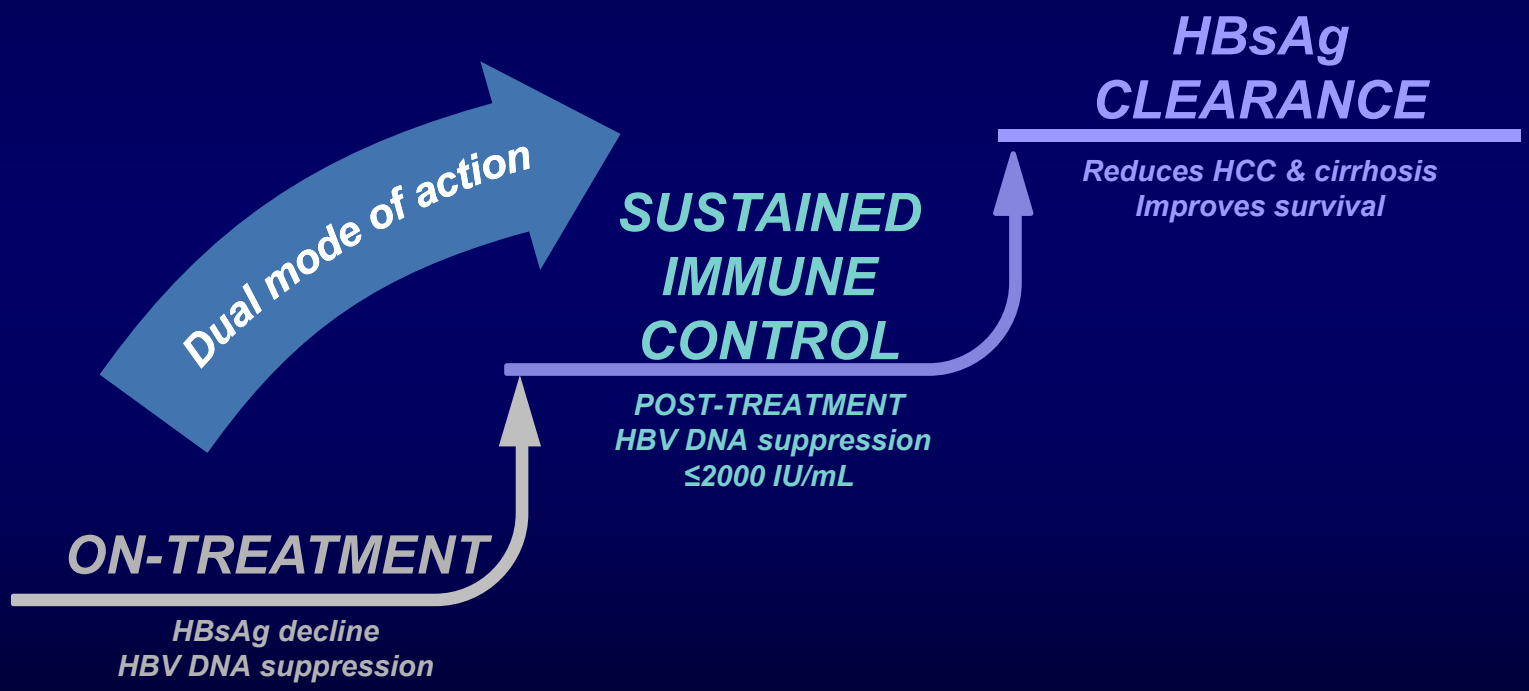 Dual mode of action
ON-TREATMENT
HBsAg decline
HBV DNA suppression
SUSTAINED
IMMUNE
CONTROL
POST-TREATMENT
HBV DNA suppression
≤2000 IU/mL
HBsAg
CLEARANCE
Reduces HCC & cirrhosis
Improves survival